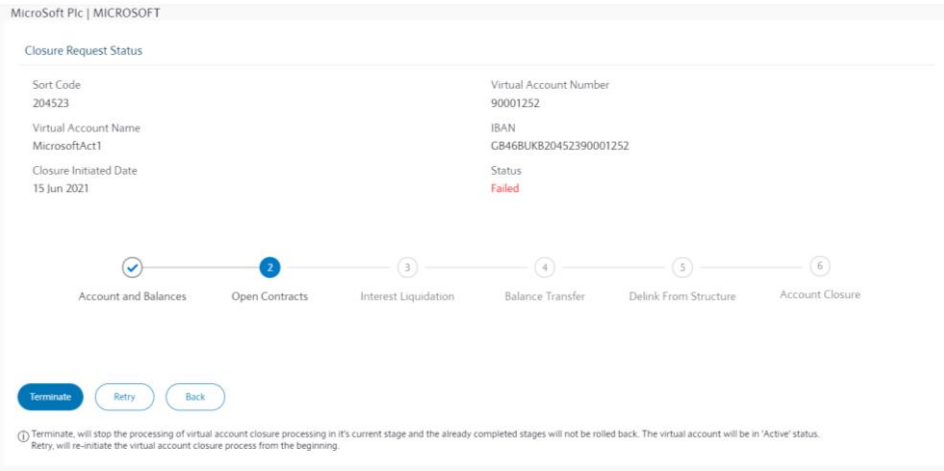 MicroSoft Plc | MICROSOFT
Closure Request Status
Sort Code
204523
Virtual Account Number
90001252
Virtual Account Name
MicrosoftAct1
IBAN
GB46BUKB20452390001252
Closure Initiated Date
15 Jun 2021
Status
Failed
2 3 4 5 6
Account and Balances Open Contracts Interest Liquidation Balance Transfer Delink From Structure Account Closure
Terminate Retry Back
Terminate, will stop the processing of virtual account closure processing in it's current stage and the already completed stages will not be rolled back. The virtual account will be in 'Active' status.
Retry, will re-initiate the virtual account closure process from the beginning.